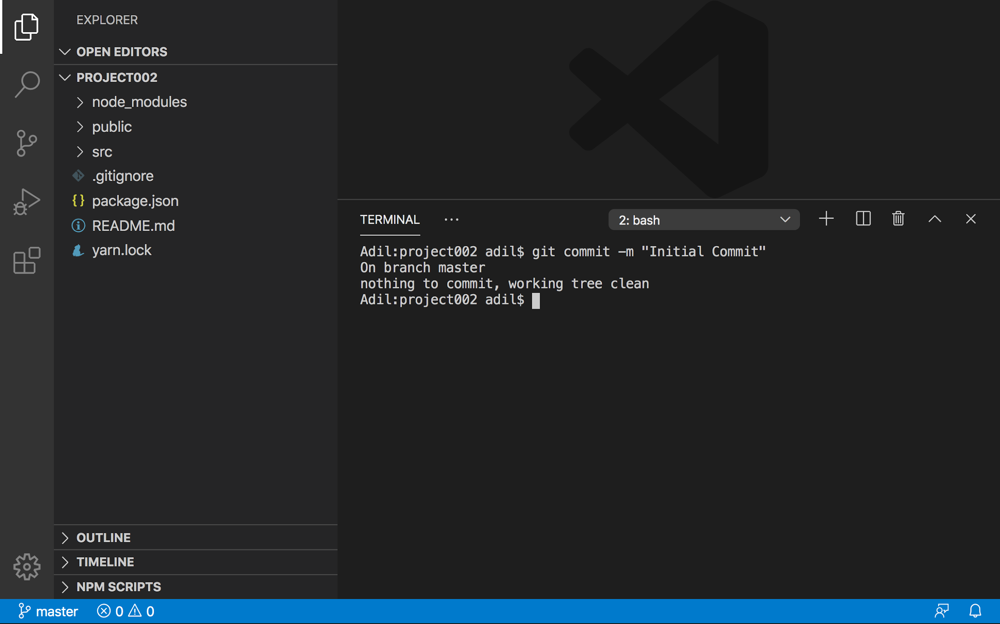 EXPLORER
OPEN EDITORS
PROJECT002
node_modules
public
src
.gitignore
package.json
README.md
yarn.lock
OUTLINE
TIMELINE
NPM SCRIPTS
TERMINAL ··· 2: bash
Adil:project002 adil$ git commit -m "Initial Commit"
On branch master
nothing to commit, working tree clean
Adil:project002 adil$
master 0 0